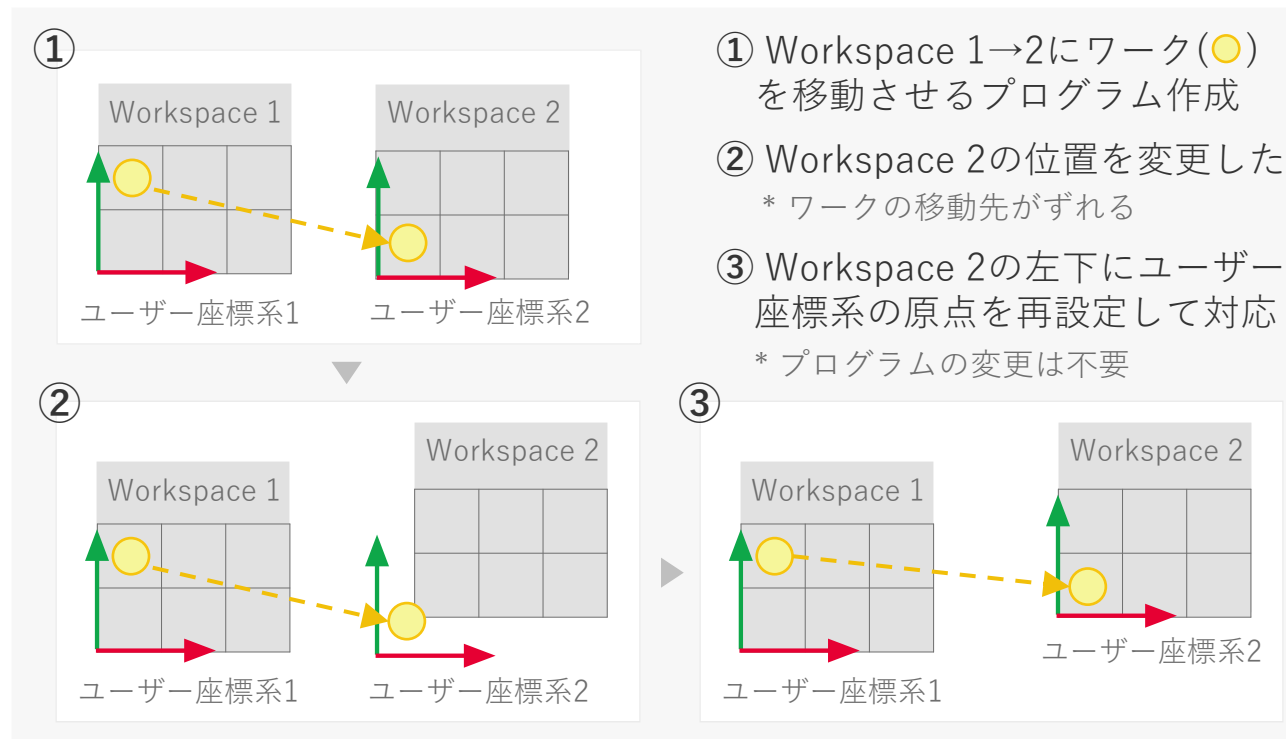 ①
Workspace 1
Workspace 2
ユーザー座標系1
ユーザー座標系2
① Workspace 1→2にワーク(●)
を移動させるプログラム作成
② Workspace 2の位置を変更した
* ワークの移動先がずれる
③ Workspace 2の左下にユーザー
座標系の原点を再設定して対応
* プログラムの変更は不要
②
Workspace 1
Workspace 2
ユーザー座標系1
ユーザー座標系2
③
Workspace 1
Workspace 2
ユーザー座標系1
ユーザー座標系2